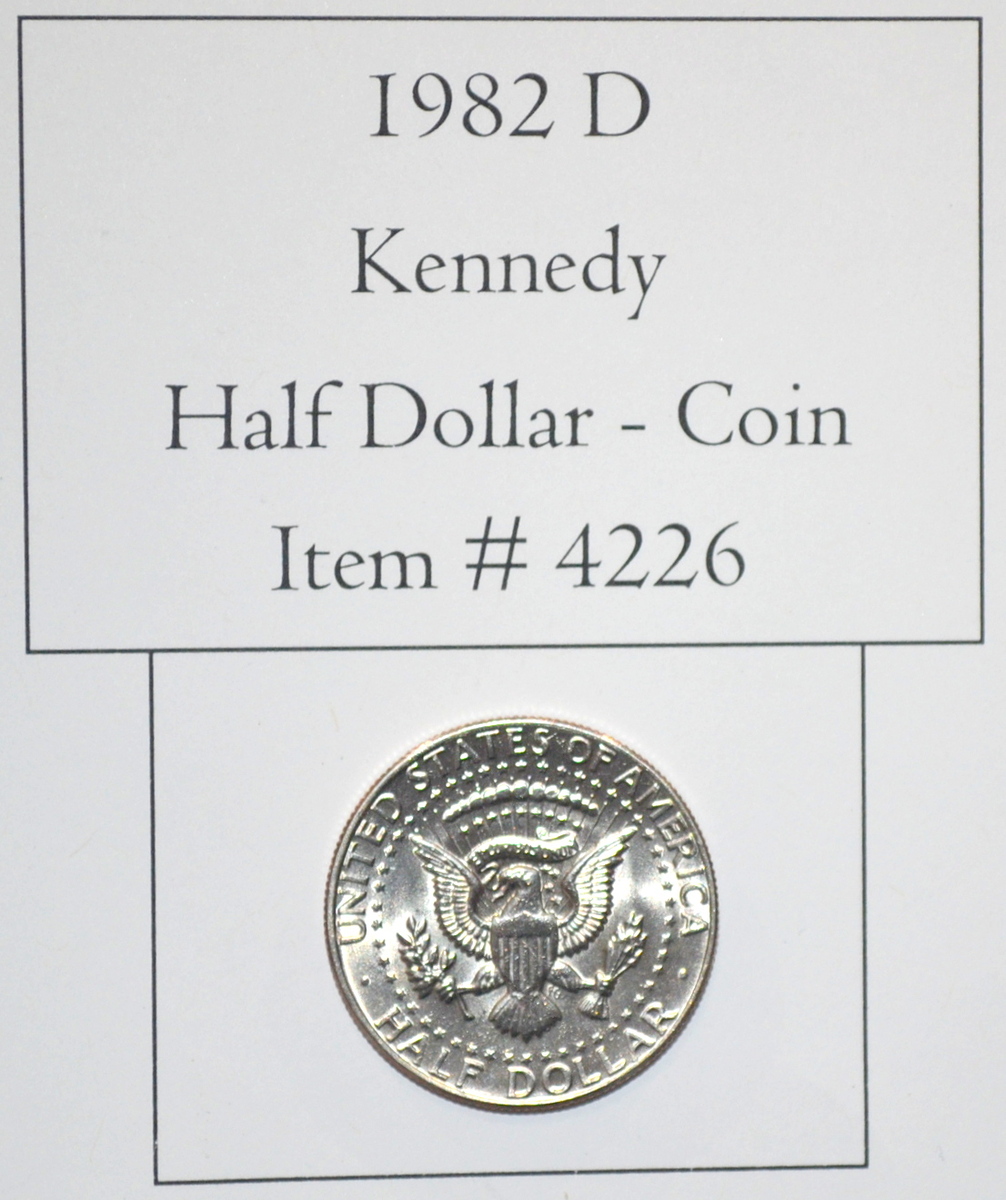 1982 D
Kennedy
Half Dollar - Coin
Item # 4226
UNITED STATES OF AMERICA
HALF DOLLAR